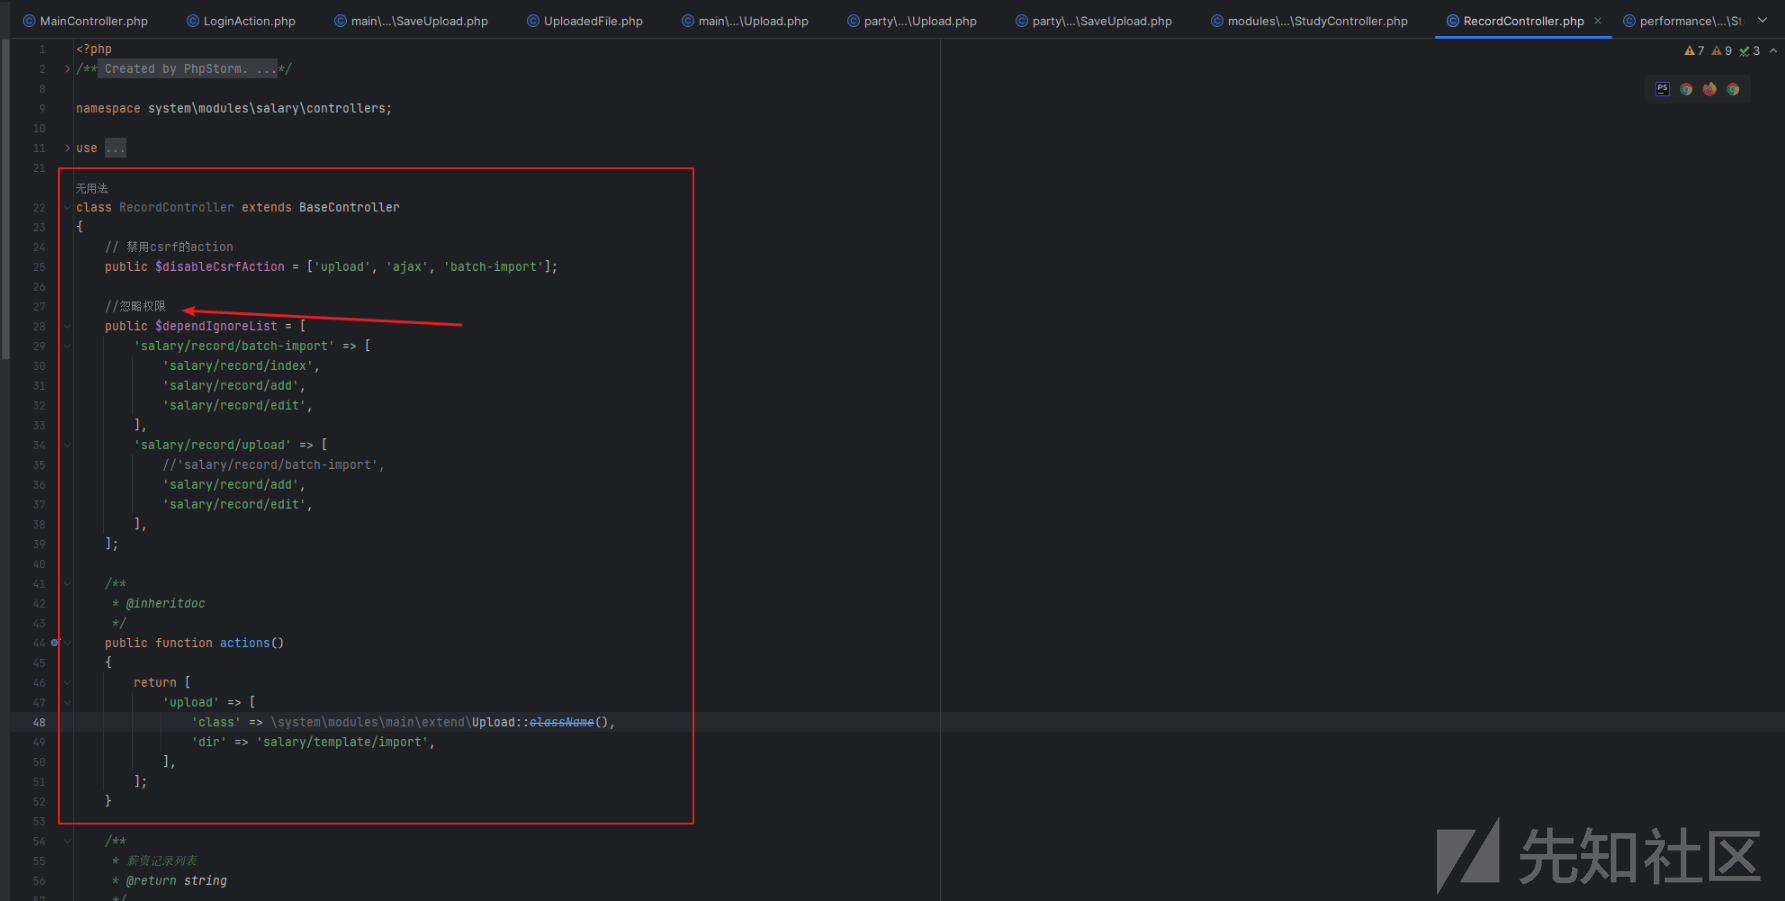 MainController.php LoginAction.php main\...\SaveUpload.php UploadedFile.php main\...\Upload.php party\...\Upload.php party\...\SaveUpload.php modules\...\StudyController.php RecordController.php performance\...\St
7 9 3
1 <?php
2 /** Created by PhpStorm. ...*/
8
9 namespace system\modules\salary\controllers;
10
11 use ...
21
无用法
22 class RecordController extends BaseController
23 {
24 // 禁用csrf的action
25 public $disableCsrfAction = ['upload', 'ajax', 'batch-import'];
26
27 //忽略权限
28 public $dependIgnoreList = [
29 'salary/record/batch-import' => [
30 'salary/record/index',
31 'salary/record/add',
32 'salary/record/edit',
33 ],
34 'salary/record/upload' => [
35 //'salary/record/batch-import',
36 'salary/record/add',
37 'salary/record/edit',
38 ],
39 ];
40
41 /**
42 * @inheritdoc
43 */
44 public function actions()
45 {
46 return [
47 'upload' => [
48 'class' => \system\modules\main\extend\Upload::className(),
49 'dir' => 'salary/template/import',
50 ],
51 ];
52 }
53
54 /**
55 * 薪资记录列表
56 * @return string
57 */
PS
先知社区